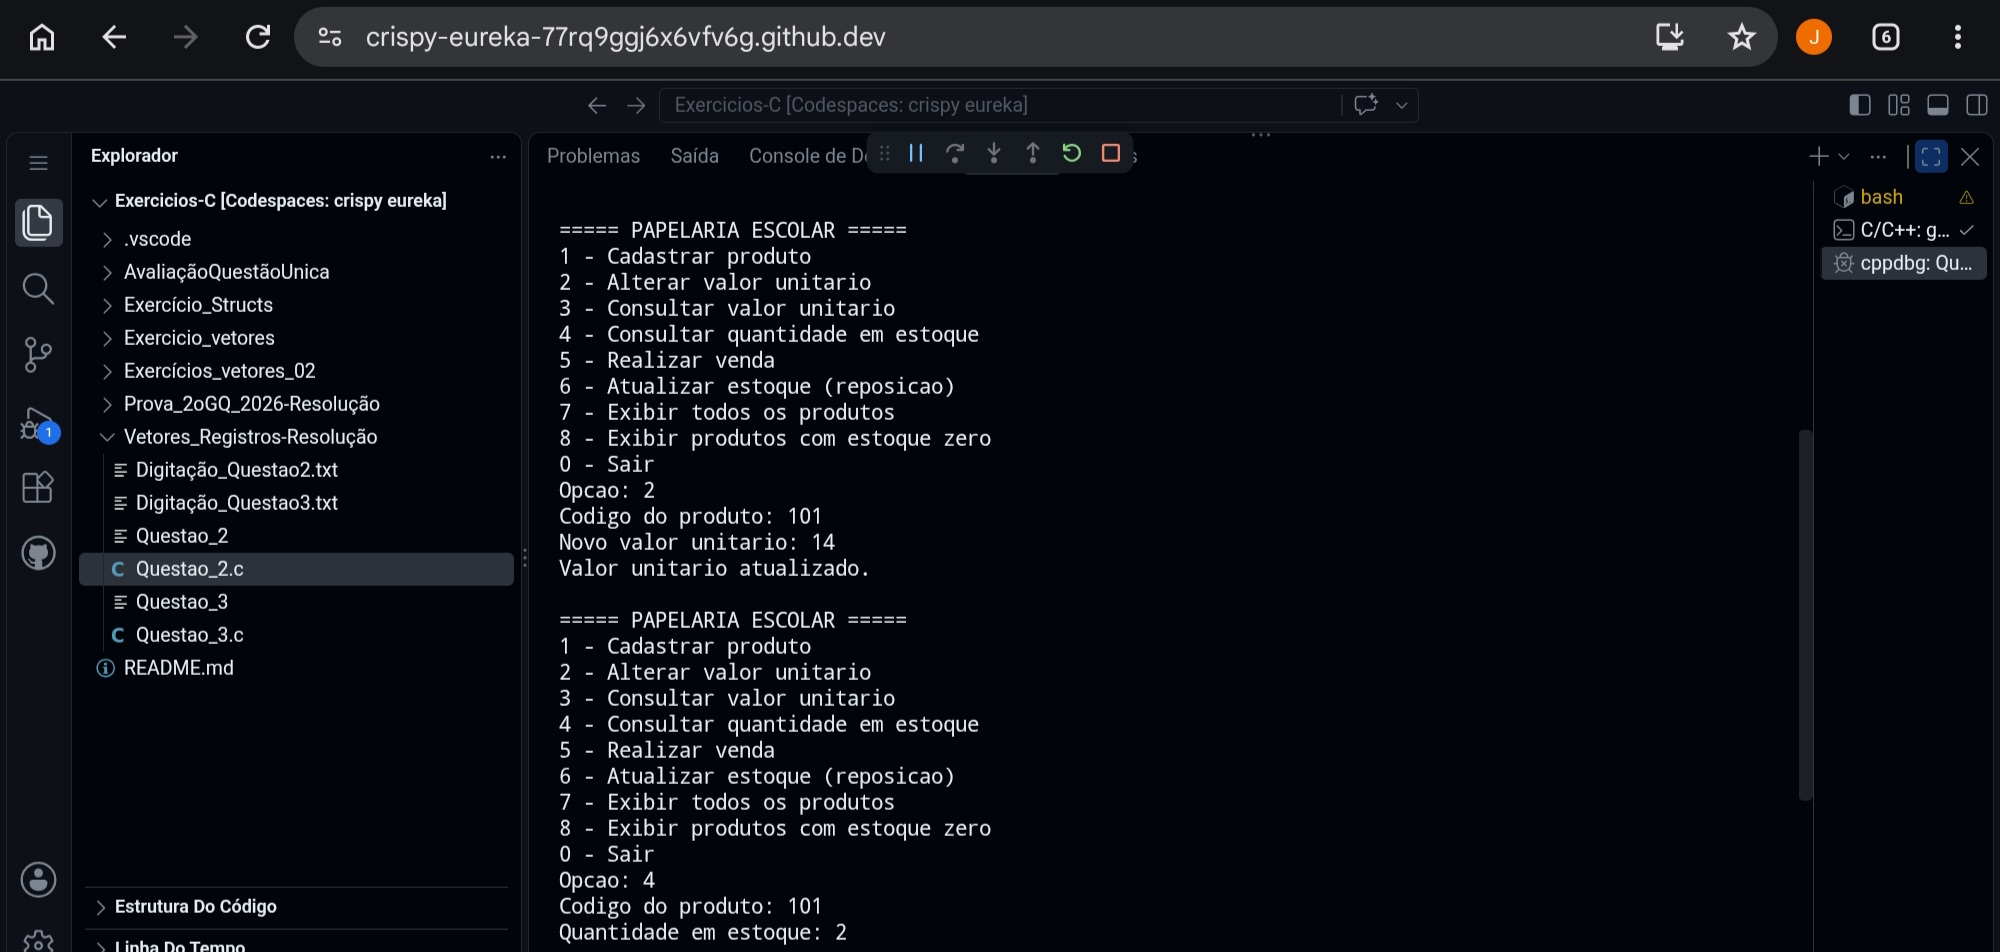 crispy-eureka-77rq9ggj6x6vfv6g.github.dev
J
6
Exercicios-C [Codespaces: crispy eureka]
Explorador
Exercicios-C [Codespaces: crispy eureka]
.vscode
AvaliaçãoQuestãoUnica
Exercício_Structs
Exercicio_vetores
Exercícios_vetores_02
Prova_2oGQ_2026-Resolução
1
Vetores_Registros-Resolução
Digitação_Questao2.txt
Digitação_Questao3.txt
Questao_2
C Questao_2.c
Questao_3
C Questao_3.c
README.md
Estrutura Do Código
Linha Do Tempo
Problemas Saída Console de De s
===== PAPELARIA ESCOLAR =====
1 - Cadastrar produto
2 - Alterar valor unitario
3 - Consultar valor unitario
4 - Consultar quantidade em estoque
5 - Realizar venda
6 - Atualizar estoque (reposicao)
7 - Exibir todos os produtos
8 - Exibir produtos com estoque zero
0 - Sair
Opcao: 2
Codigo do produto: 101
Novo valor unitario: 14
Valor unitario atualizado.
===== PAPELARIA ESCOLAR =====
1 - Cadastrar produto
2 - Alterar valor unitario
3 - Consultar valor unitario
4 - Consultar quantidade em estoque
5 - Realizar venda
6 - Atualizar estoque (reposicao)
7 - Exibir todos os produtos
8 - Exibir produtos com estoque zero
0 - Sair
Opcao: 4
Codigo do produto: 101
Quantidade em estoque: 2
bash
C/C++: g...
cppdbg: Qu...